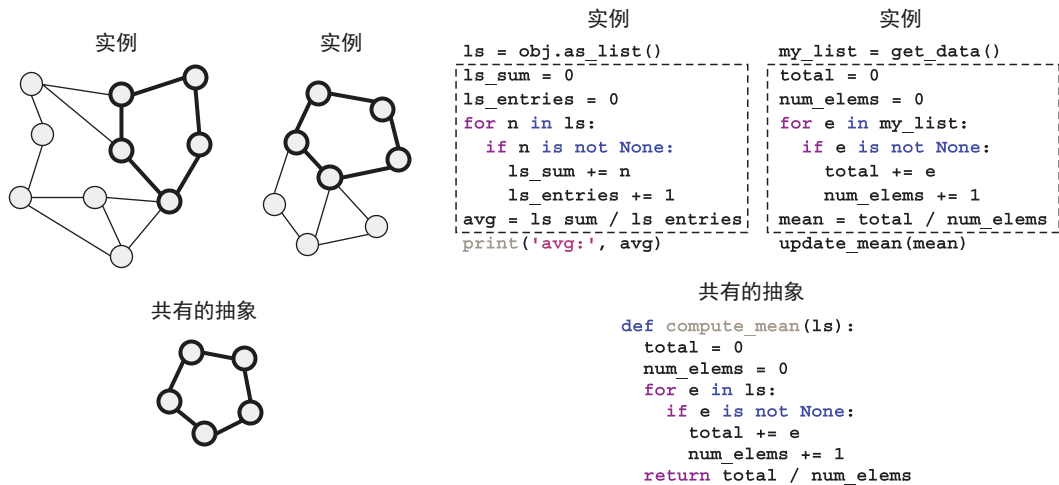 实例
实例
共有的抽象
实例
ls = obj.as_list()
ls_sum = 0
ls_entries = 0
for n in ls:
if n is not None:
ls_sum += n
ls_entries += 1
avg = ls sum / ls entries
print('avg:', avg)
实例
my_list = get_data()
total = 0
num_elems = 0
for e in my_list:
if e is not None:
total += e
num_elems += 1
mean = total / num_elems
update_mean(mean)
共有的抽象
def compute_mean(ls):
total = 0
num_elems = 0
for e in ls:
if e is not None:
total += e
num_elems += 1
return total / num_elems